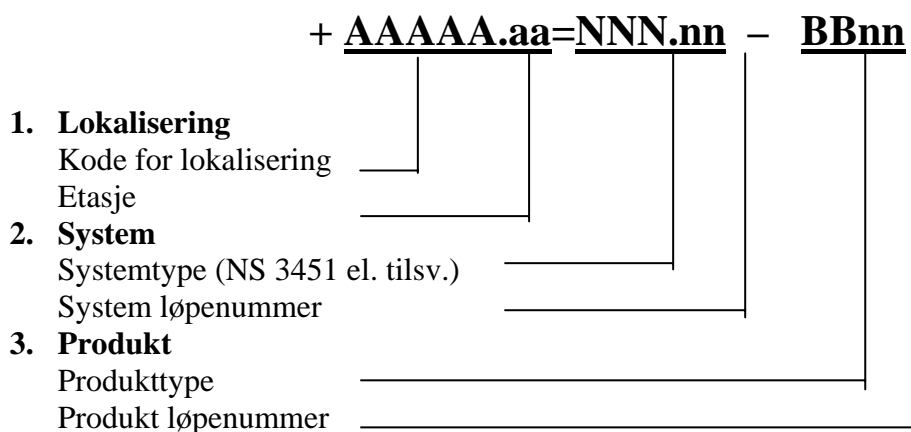 + AAAAA.aa=NNN.nn – BBnn
1. Lokalisering
Kode for lokalisering
Etasje
2. System
Systemtype (NS 3451 el. tilsv.)
System løpenummer
3. Produkt
Produkttype
Produkt løpenummer